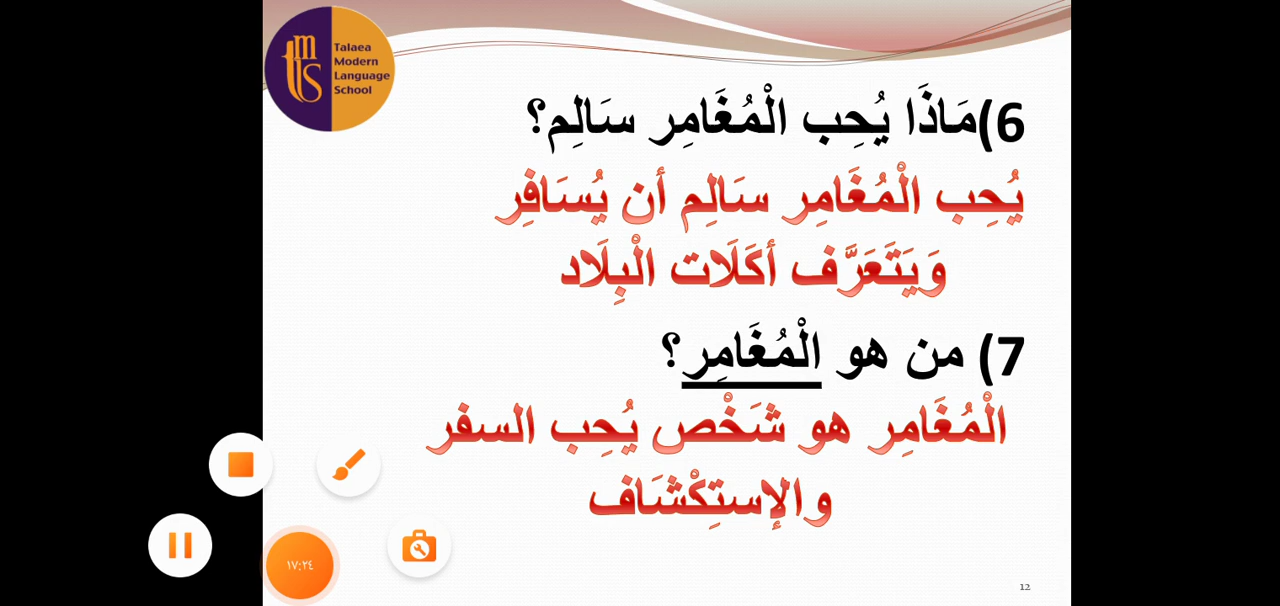 mts
Talaea
Modern
Language
School
6)مَاذَا يُحِب الْمُغَامِر سَالِم؟
يُحِب الْمُغَامِر سَالِم أن يُسَافِر
وَيَتَعَرَّف أكَلَات الْبِلَاد
7) من هو الْمُغَامِر؟
الْمُغَامِر هو شَخْص يُحِب السفر
والإستِكْشَاف
١٧:٢٤
12